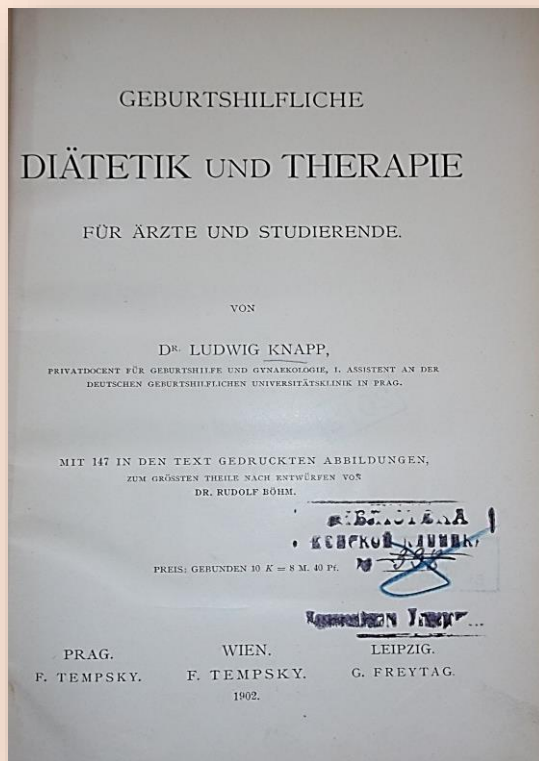 GEBURTSHILFLICHE
DIÄTETIK UND THERAPIE
FÜR ÄRZTE UND STUDIERENDE.
VON
DR. LUDWIG KNAPP,
PRIVATDOCENT FÜR GEBURTSHILFE UND GYNAEKOLOGIE, I. ASSISTENT AN DER
DEUTSCHEN GEBURTSHILFLICHEN UNIVERSITÄTSKLINIK IN PRAG.
MIT 147 IN DEN TEXT GEDRUCKTEN ABBILDUNGEN,
ZUM GRÖSSTEN THEILE NACH ENTWÜRFEN VON
DR. RUDOLF BÖHM.
PREIS: GEBUNDEN 10 K = 8 M. 40 Pf.
PRAG. WIEN. LEIPZIG.
F. TEMPSKY. F. TEMPSKY. G. FREYTAG.
1902.